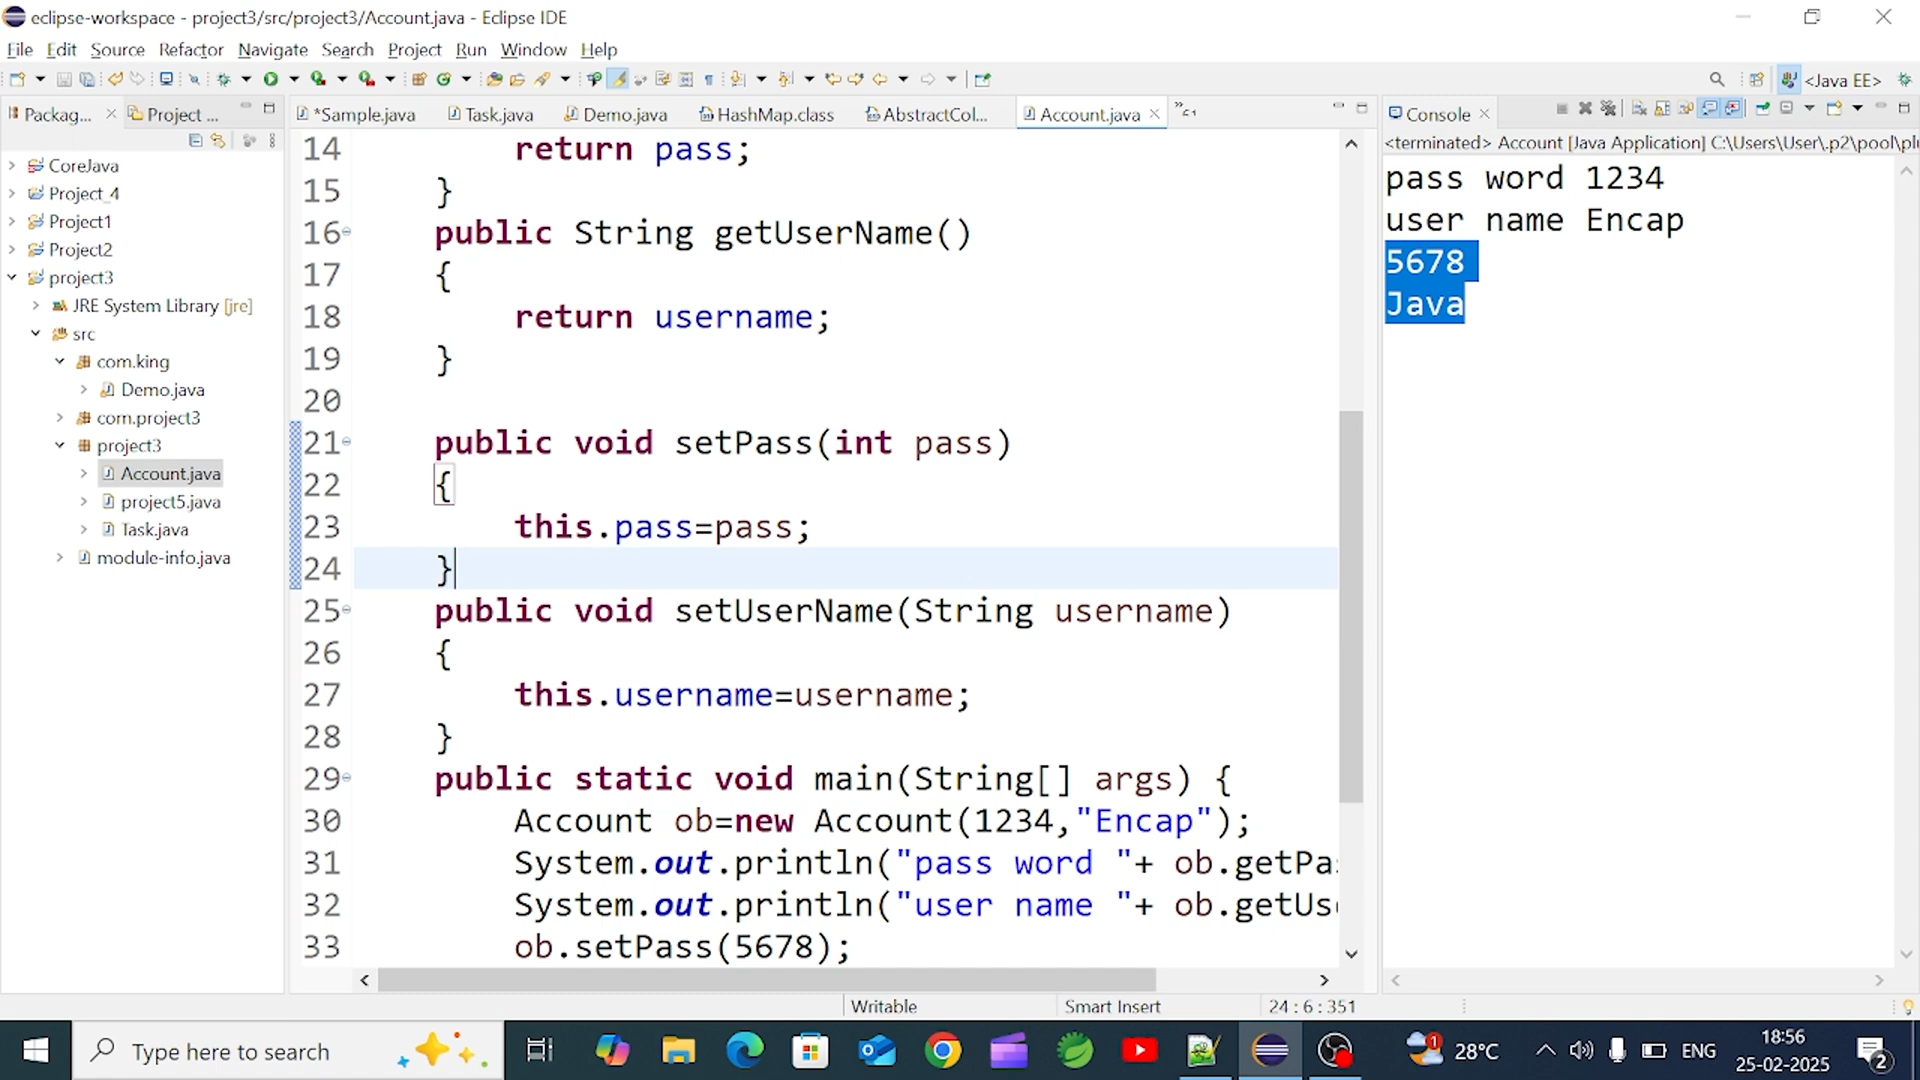 eclipse-workspace - project3/src/project3/Account.java - Eclipse IDE
File Edit Source Refactor Navigate Search Project Run Window Help
<Java EE>
Packag... Project ...
*Sample.java Task.java Demo.java HashMap.class AbstractCol... Account.java
Console
<terminated> Account [Java Application] C:\Users\User\.p2\pool\plu
CoreJava
Project_4
Project1
Project2
project3
JRE System Library [jre]
src
com.king
Demo.java
com.project3
project3
Account.java
project5.java
Task.java
module-info.java
14 return pass;
15 }
16 public String getUserName()
17 {
18 return username;
19 }
20
21 public void setPass(int pass)
22 {
23 this.pass=pass;
24 }
25 public void setUserName(String username)
26 {
27 this.username=username;
28 }
29 public static void main(String[] args) {
30 Account ob=new Account(1234,"Encap");
31 System.out.println("pass word "+ ob.getPa
32 System.out.println("user name "+ ob.getUs
33 ob.setPass(5678);
pass word 1234
user name Encap
5678
Java
Writable Smart Insert 24 : 6 : 351
Type here to search
1 28°C ENG
18:56
25-02-2025
2